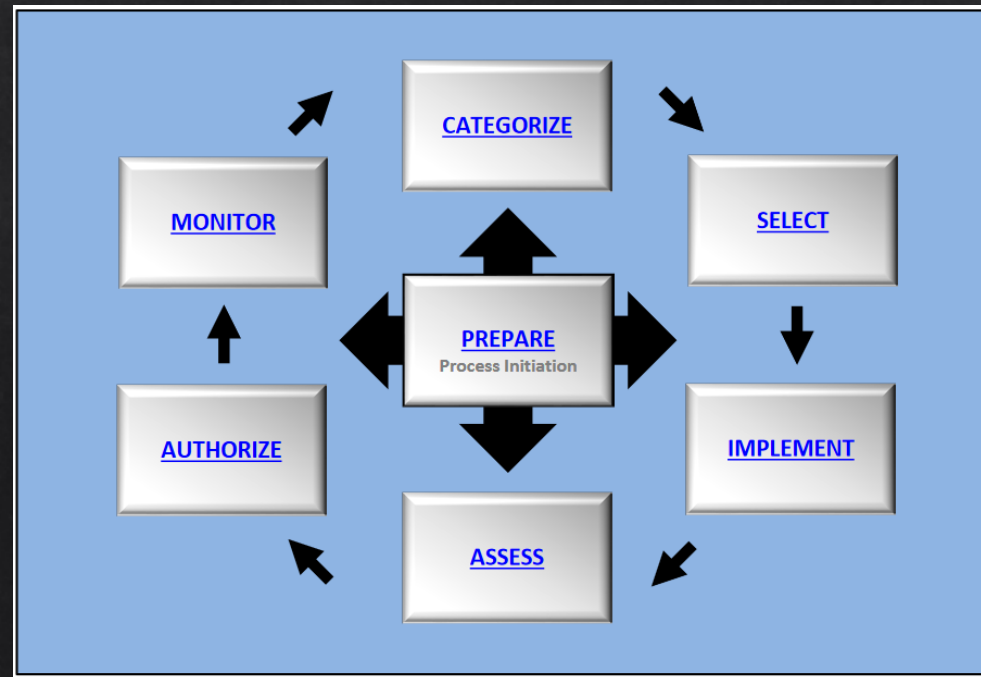 CATEGORIZE
MONITOR
SELECT
PREPARE
Process Initiation
AUTHORIZE
IMPLEMENT
ASSESS